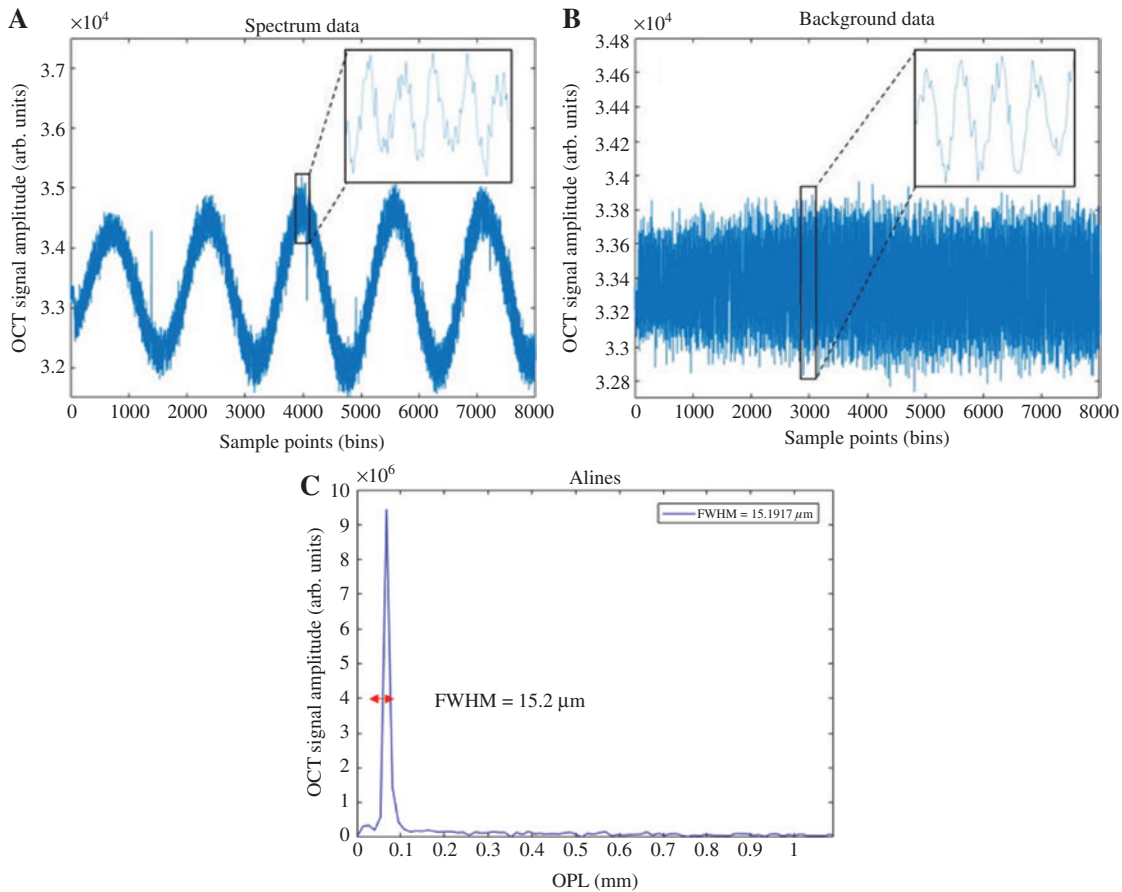 A
Spectrum data
×10⁴
3.7
3.6
3.5
3.4
3.3
3.2
OCT signal amplitude (arb. units)
0 1000 2000 3000 4000 5000 6000 7000 8000
Sample points (bins)
B
Background data
×10⁴
3.48
3.46
3.44
3.42
3.4
3.38
3.36
3.34
3.32
3.3
3.28
OCT signal amplitude (arb. units)
0 1000 2000 3000 4000 5000 6000 7000 8000
Sample points (bins)
C
Alines
×10⁶
10
9
8
7
6
5
4
3
2
1
0
OCT signal amplitude (arb. units)
FWHM = 15.1917 µm
FWHM = 15.2 µm
0 0.1 0.2 0.3 0.4 0.5 0.6 0.7 0.8 0.9 1
OPL (mm)